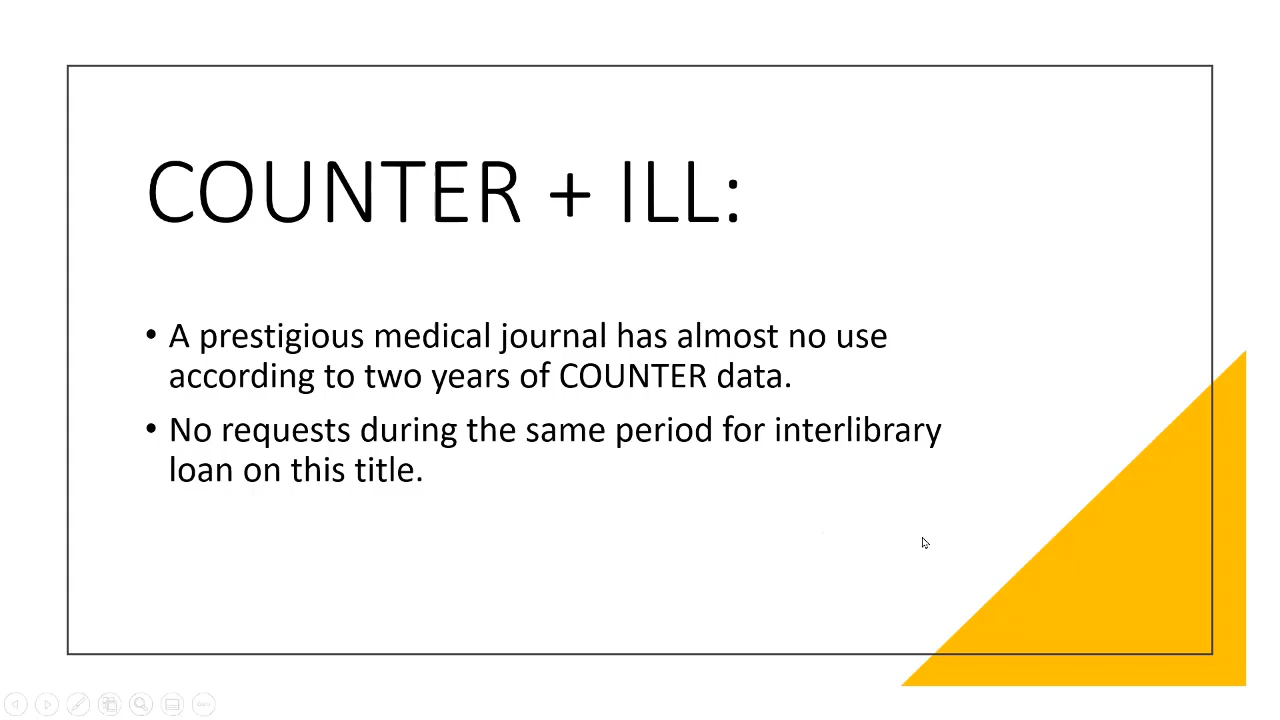 COUNTER + ILL:
• A prestigious medical journal has almost no use
according to two years of COUNTER data.
• No requests during the same period for interlibrary
loan on this title.